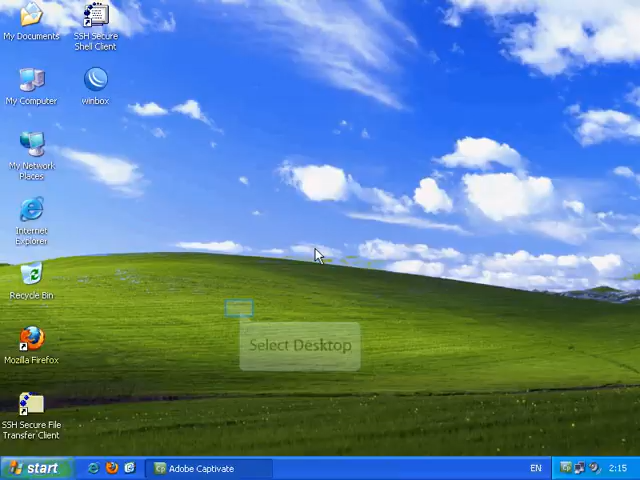 My Documents
SSH Secure
Shell Client
My Computer
winbox
My Network
Places
Internet
Explorer
Recycle Bin
Select Desktop
Mozilla Firefox
SSH Secure File
Transfer Client
start
Adobe Captivate
EN
2:15